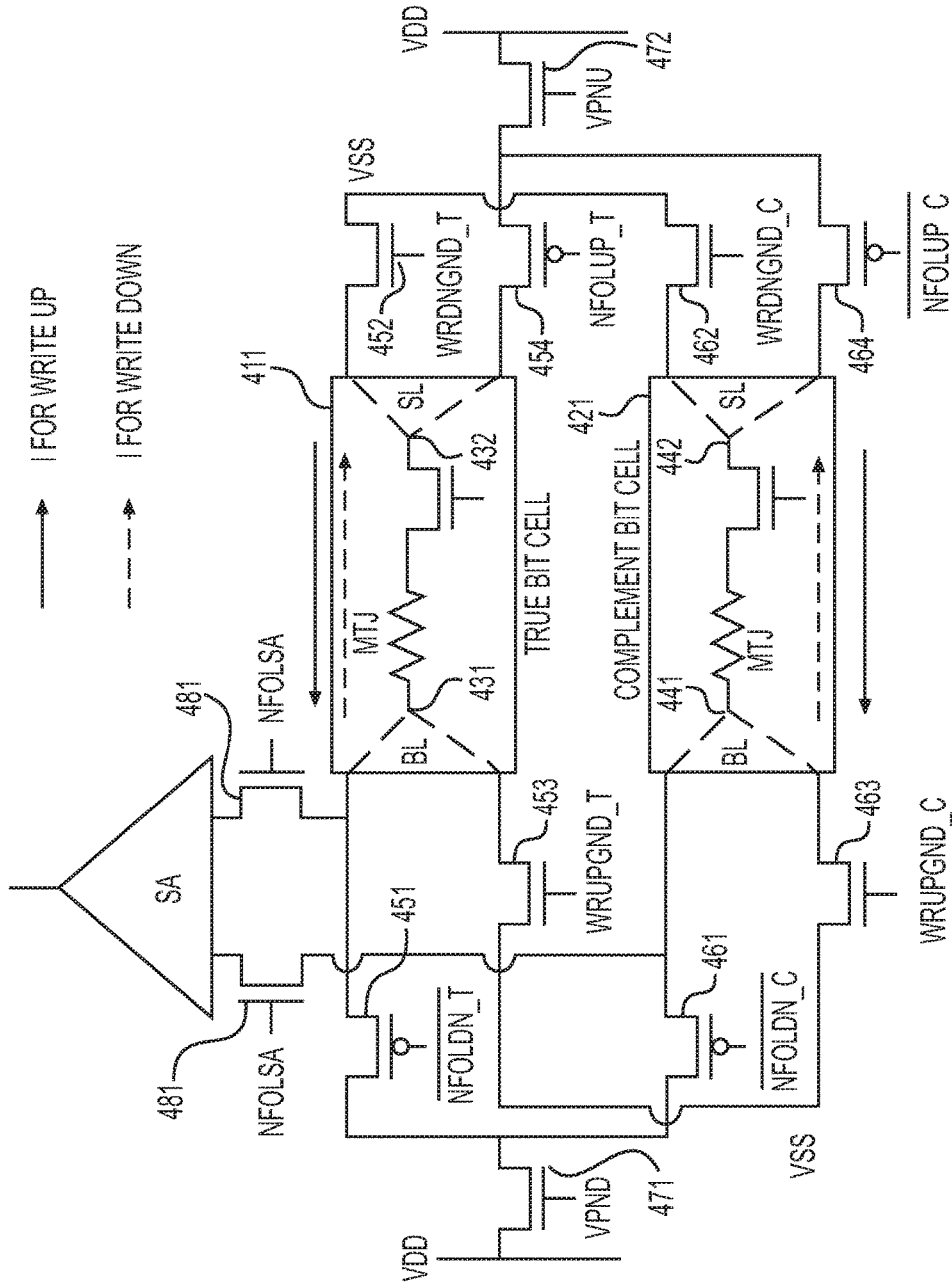 I FOR WRITE UP
I FOR WRITE DOWN
SA
481
NFOLSA
481
NFOLSA
VDD
VPND
471
451
NFOLDN_T
453
WRUPGND_T
461
NFOLDN_C
463
WRUPGND_C
VSS
411
BL
431
MTJ
432
SL
TRUE BIT CELL
421
COMPLEMENT BIT CELL
BL
441
MTJ
442
SL
VSS
452
WRDNGND_T
454
NFOLUP_T
462
WRDNGND_C
464
NFOLUP_C
VDD
472
VPNU